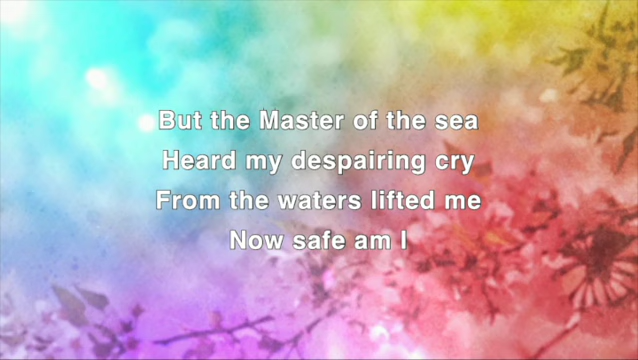 But the Master of the sea
Heard my despairing cry
From the waters lifted me
Now safe am I